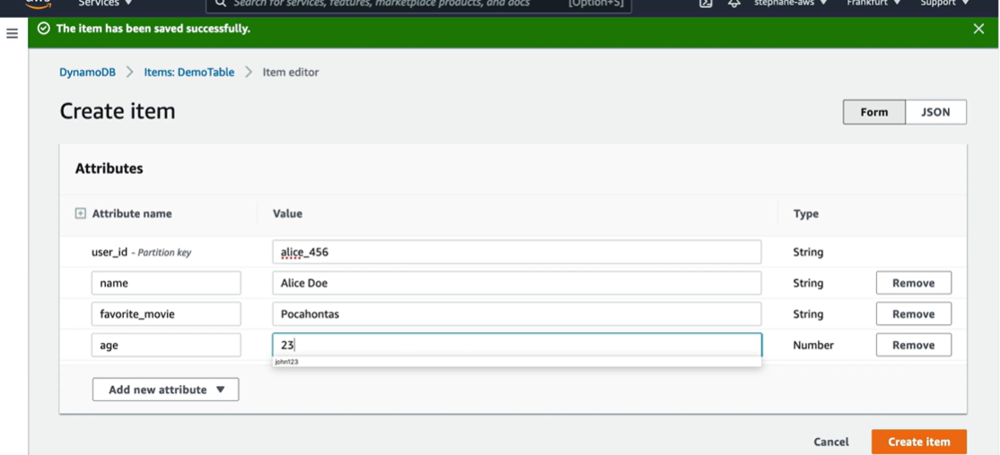 aws Services ▼ Search for services, features, marketplace products, and docs [Option+S] stephane-aws ▼ Frankfurt ▼ Support ▼
The item has been saved successfully.
DynamoDB > Items: DemoTable > Item editor
Create item
Form JSON
Attributes
Attribute name Value Type
user_id - Partition key alice_456 String
name Alice Doe String Remove
favorite_movie Pocahontas String Remove
age 23 Number Remove
john123
Add new attribute ▼
Cancel Create item